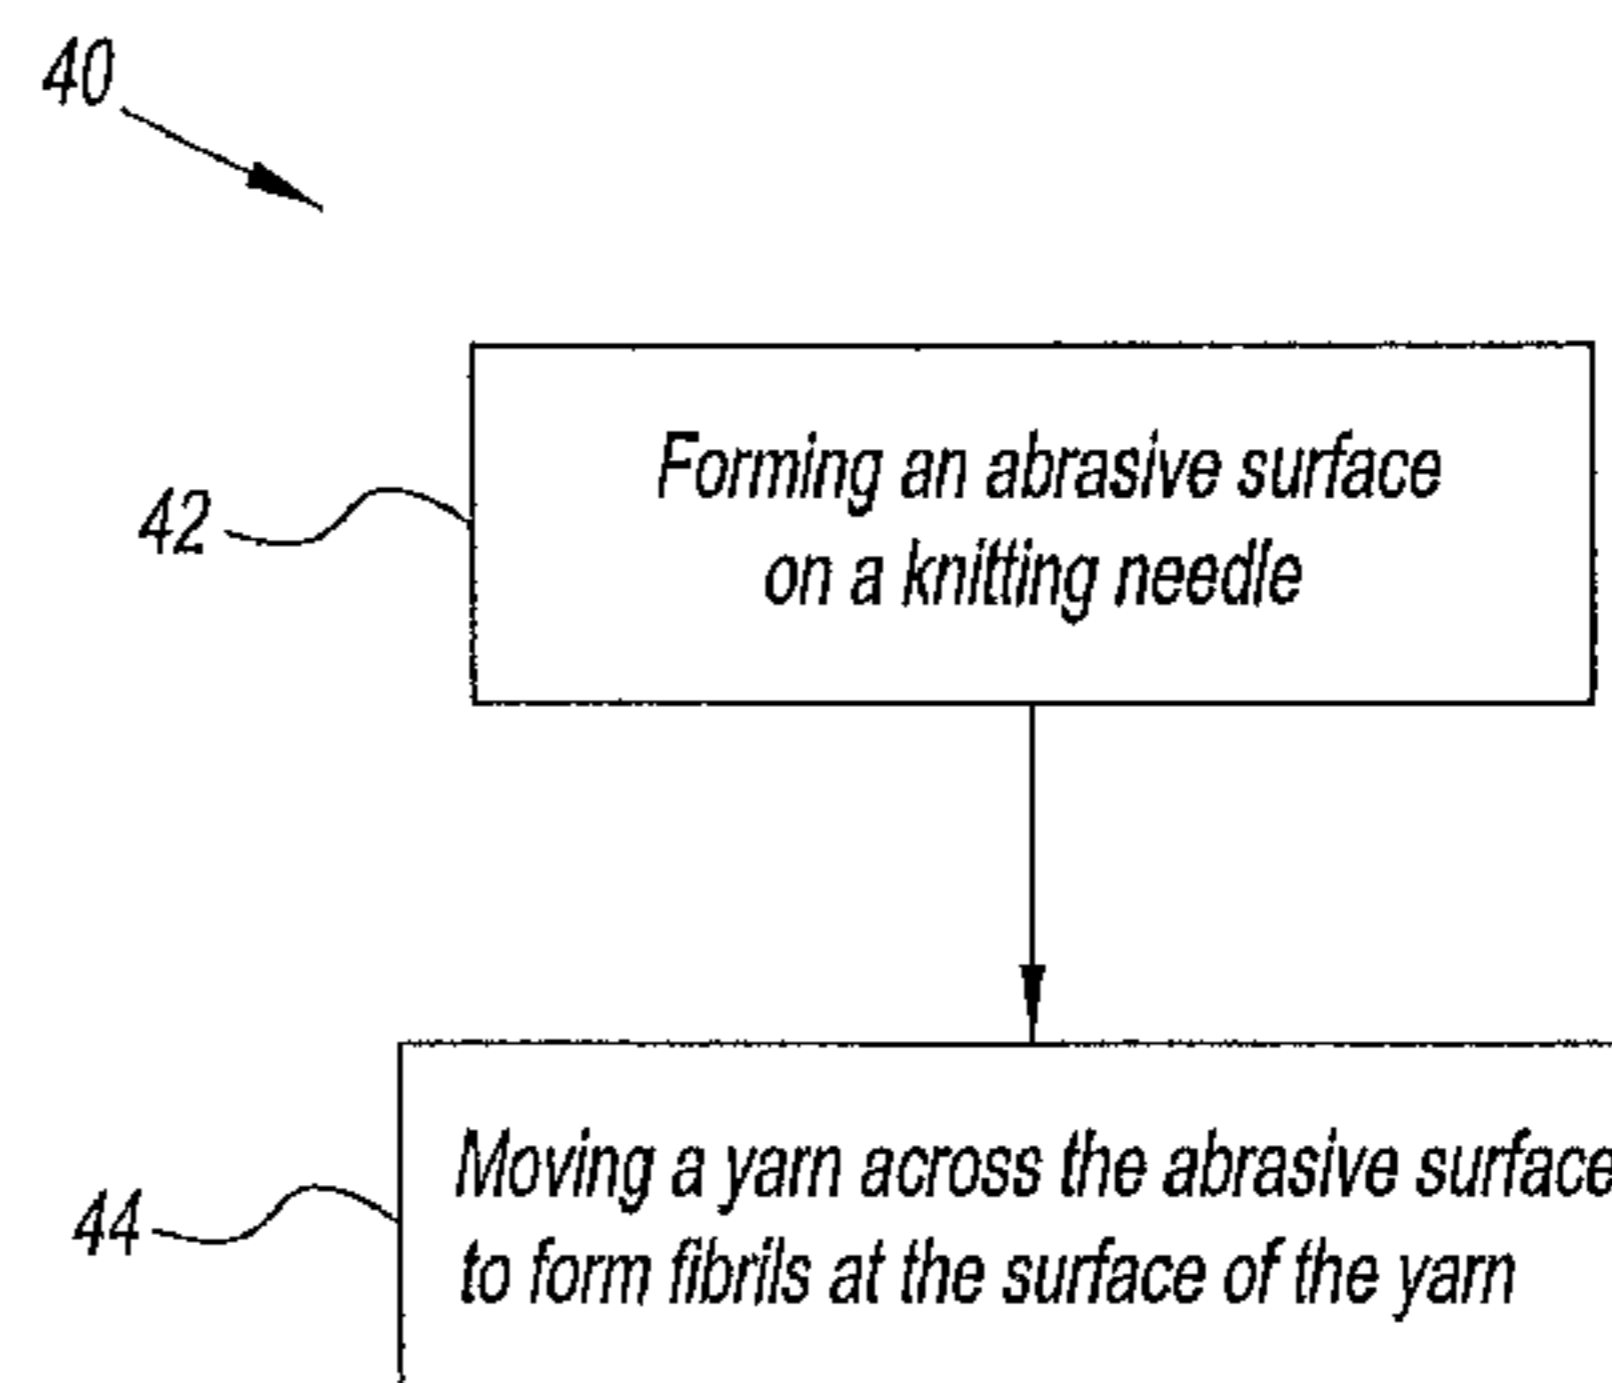 40
42
Forming an abrasive surface
on a knitting needle
44
Moving a yarn across the abrasive surface
to form fibrils at the surface of the yarn